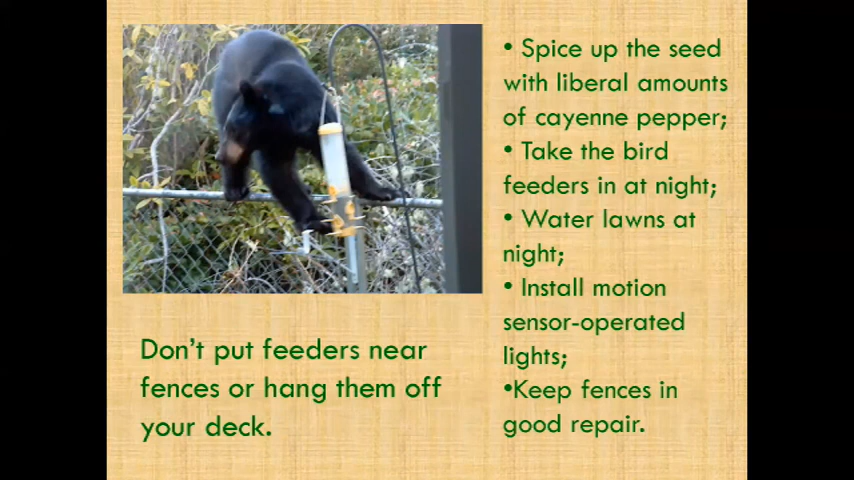 • Spice up the seed
with liberal amounts
of cayenne pepper;
• Take the bird
feeders in at night;
• Water lawns at
night;
• Install motion
sensor-operated
lights;
•Keep fences in
good repair.
Don't put feeders near
fences or hang them off
your deck.